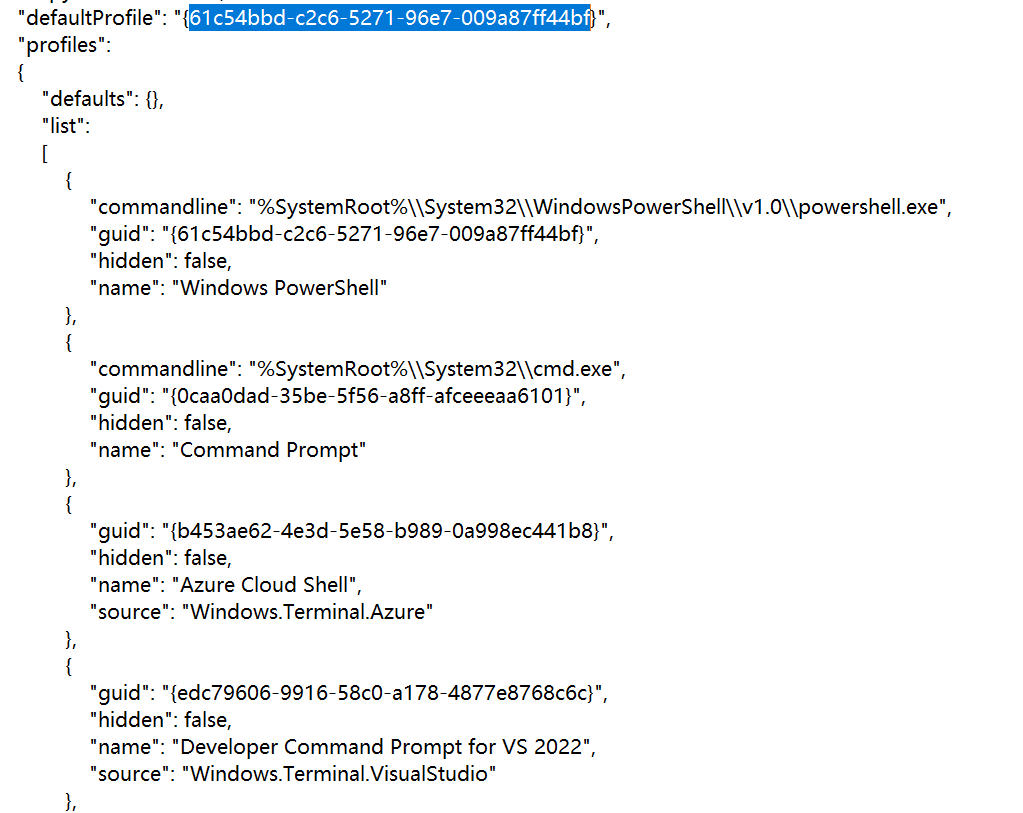 "defaultProfile": "{61c54bbd-c2c6-5271-96e7-009a87ff44bf}",
"profiles":
{
"defaults": {},
"list":
[
{
"commandline": "%SystemRoot%\\System32\\WindowsPowerShell\\v1.0\\powershell.exe",
"guid": "{61c54bbd-c2c6-5271-96e7-009a87ff44bf}",
"hidden": false,
"name": "Windows PowerShell"
},
{
"commandline": "%SystemRoot%\\System32\\cmd.exe",
"guid": "{0caa0dad-35be-5f56-a8ff-afceeeaa6101}",
"hidden": false,
"name": "Command Prompt"
},
{
"guid": "{b453ae62-4e3d-5e58-b989-0a998ec441b8}",
"hidden": false,
"name": "Azure Cloud Shell",
"source": "Windows.Terminal.Azure"
},
{
"guid": "{edc79606-9916-58c0-a178-4877e8768c6c}",
"hidden": false,
"name": "Developer Command Prompt for VS 2022",
"source": "Windows.Terminal.VisualStudio"
},